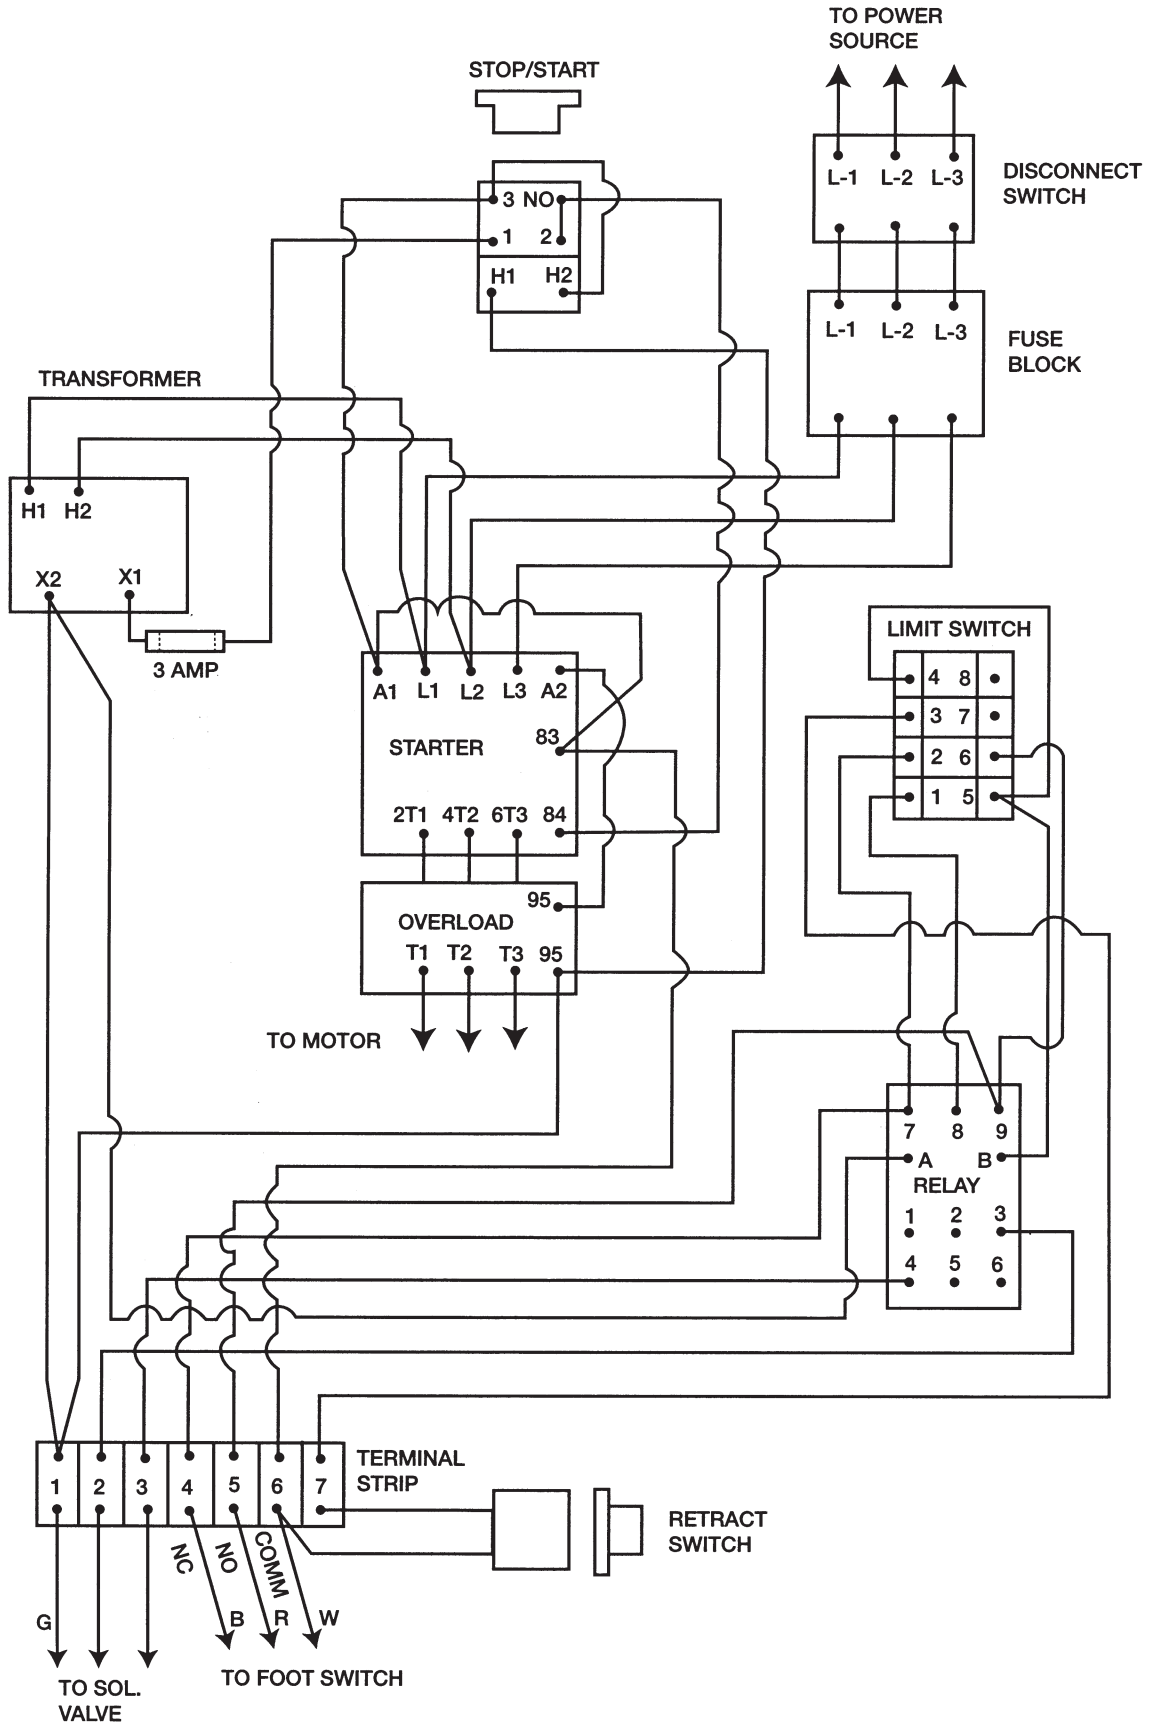 TO POWER
SOURCE
STOP/START
L-1 L-2 L-3
DISCONNECT
SWITCH
3 NO
1 2
H1 H2
L-1 L-2 L-3
FUSE
BLOCK
TRANSFORMER
H1 H2
X2 X1
3 AMP
LIMIT SWITCH
4 8
3 7
2 6
1 5
A1 L1 L2 L3 A2
83
STARTER
2T1 4T2 6T3 84
95
OVERLOAD
T1 T2 T3 95
TO MOTOR
7 8 9
A B
RELAY
1 2 3
4 5 6
TERMINAL
STRIP
1 2 3 4 5 6 7
RETRACT
SWITCH
NC NO COMM
G B R W
TO FOOT SWITCH
TO SOL.
VALVE